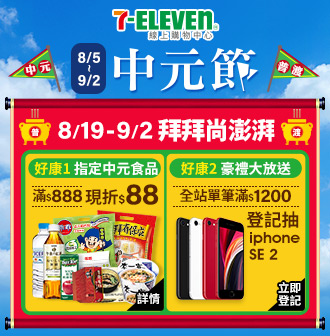 7-ELEVEN
線上購物中心
8/5
~
9/2
中元節
中元
普渡
普
8/19-9/2 拜拜尚澎湃
渡
好康1 指定中元食品
滿$888現折$88
詳情
好康2 豪禮大放送
全站單筆滿$1200
登記抽
iphone
SE 2
立即
登記